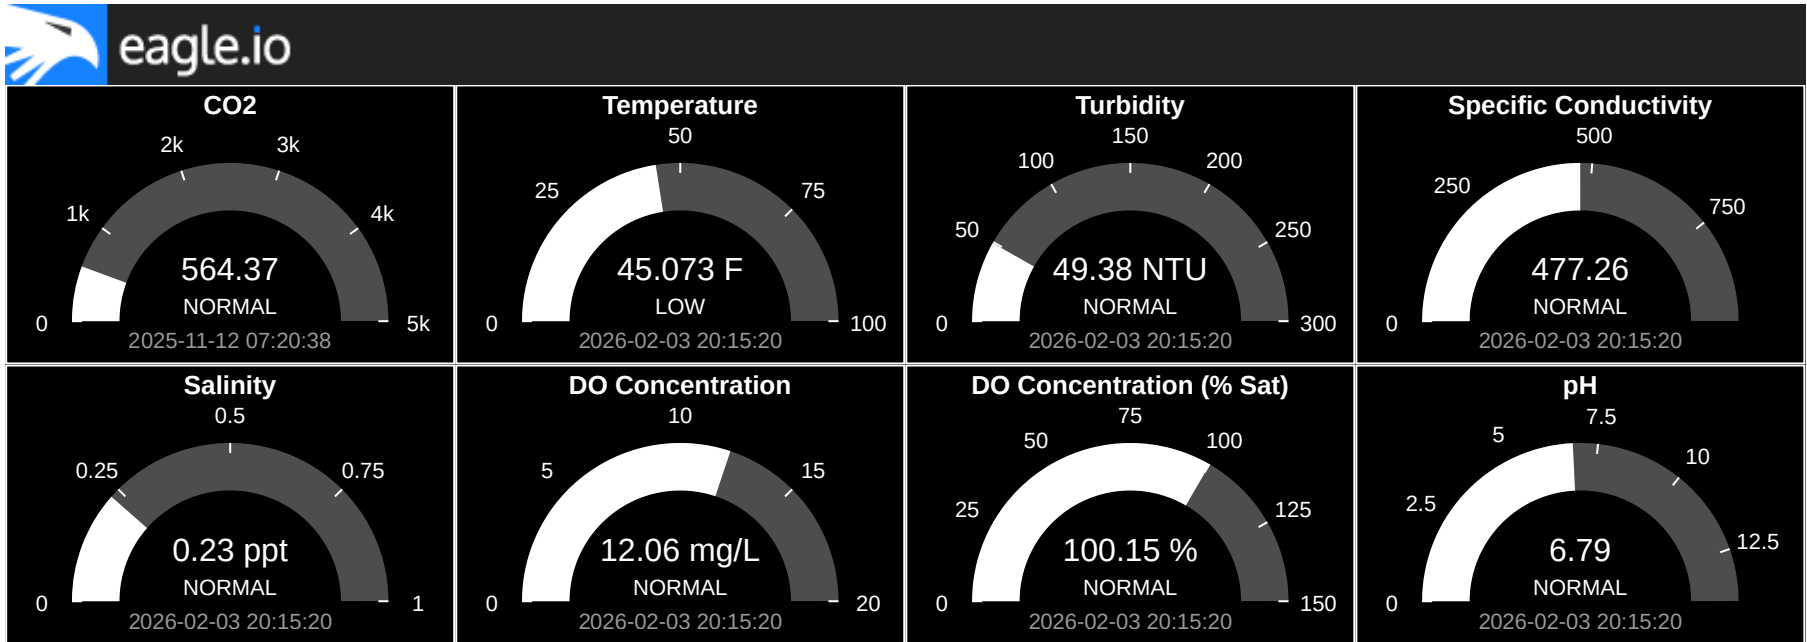 eagle.io
CO2
0
1k
2k
3k
4k
5k
564.37
NORMAL
2025-11-12 07:20:38
Temperature
0
25
50
75
100
45.073 F
LOW
2026-02-03 20:15:20
Turbidity
0
50
100
150
200
250
300
49.38 NTU
NORMAL
2026-02-03 20:15:20
Specific Conductivity
0
250
500
750
477.26
NORMAL
2026-02-03 20:15:20
Salinity
0
0.25
0.5
0.75
1
0.23 ppt
NORMAL
2026-02-03 20:15:20
DO Concentration
0
5
10
15
20
12.06 mg/L
NORMAL
2026-02-03 20:15:20
DO Concentration (% Sat)
0
25
50
75
100
125
150
100.15 %
NORMAL
2026-02-03 20:15:20
pH
0
2.5
5
7.5
10
12.5
6.79
NORMAL
2026-02-03 20:15:20